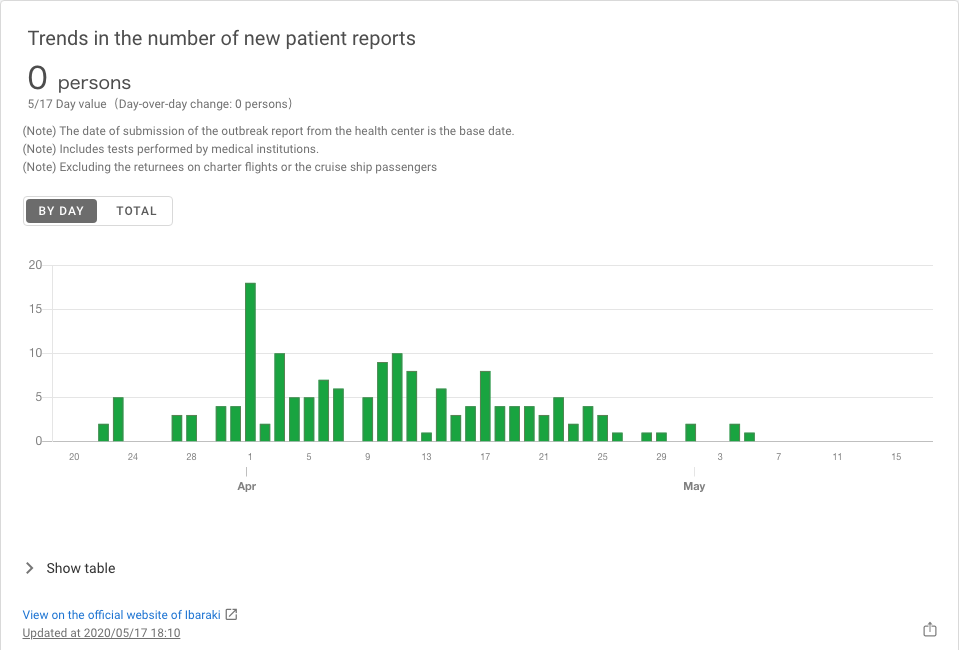 Trends in the number of new patient reports
0 persons
5/17 Day value (Day-over-day change: 0 persons)
(Note) The date of submission of the outbreak report from the health center is the base date.
(Note) Includes tests performed by medical institutions.
(Note) Excluding the returnees on charter flights or the cruise ship passengers
BY DAY TOTAL
20
15
10
5
0
20 24 28 1 5 9 13 17 21 25 29 3 7 11 15
Apr May
Show table
View on the official website of Ibaraki
Updated at 2020/05/17 18:10